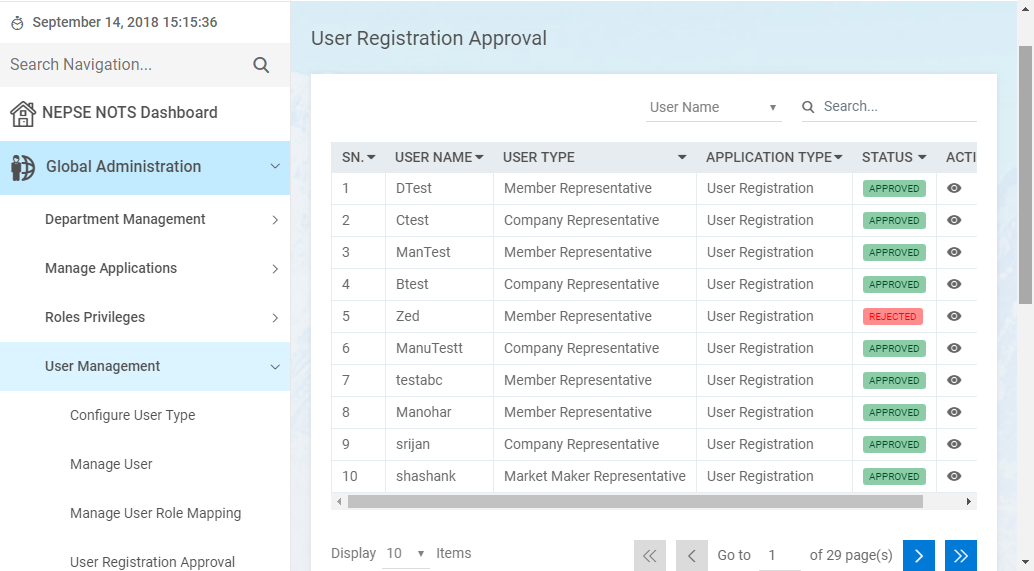 September 14, 2018 15:15:36
Search Navigation...
NEPSE NOTS Dashboard
Global Administration
Department Management
Manage Applications
Roles Privileges
User Management
Configure User Type
Manage User
Manage User Role Mapping
User Registration Approval
User Registration Approval
User Name Search...
SN. USER NAME USER TYPE APPLICATION TYPE STATUS ACTI
1 DTest Member Representative User Registration APPROVED
2 Ctest Company Representative User Registration APPROVED
3 ManTest Member Representative User Registration APPROVED
4 Btest Company Representative User Registration APPROVED
5 Zed Member Representative User Registration REJECTED
6 ManuTestt Company Representative User Registration APPROVED
7 testabc Member Representative User Registration APPROVED
8 Manohar Member Representative User Registration APPROVED
9 srijan Company Representative User Registration APPROVED
10 shashank Market Maker Representative User Registration APPROVED
Display 10 Items Go to 1 of 29 page(s)